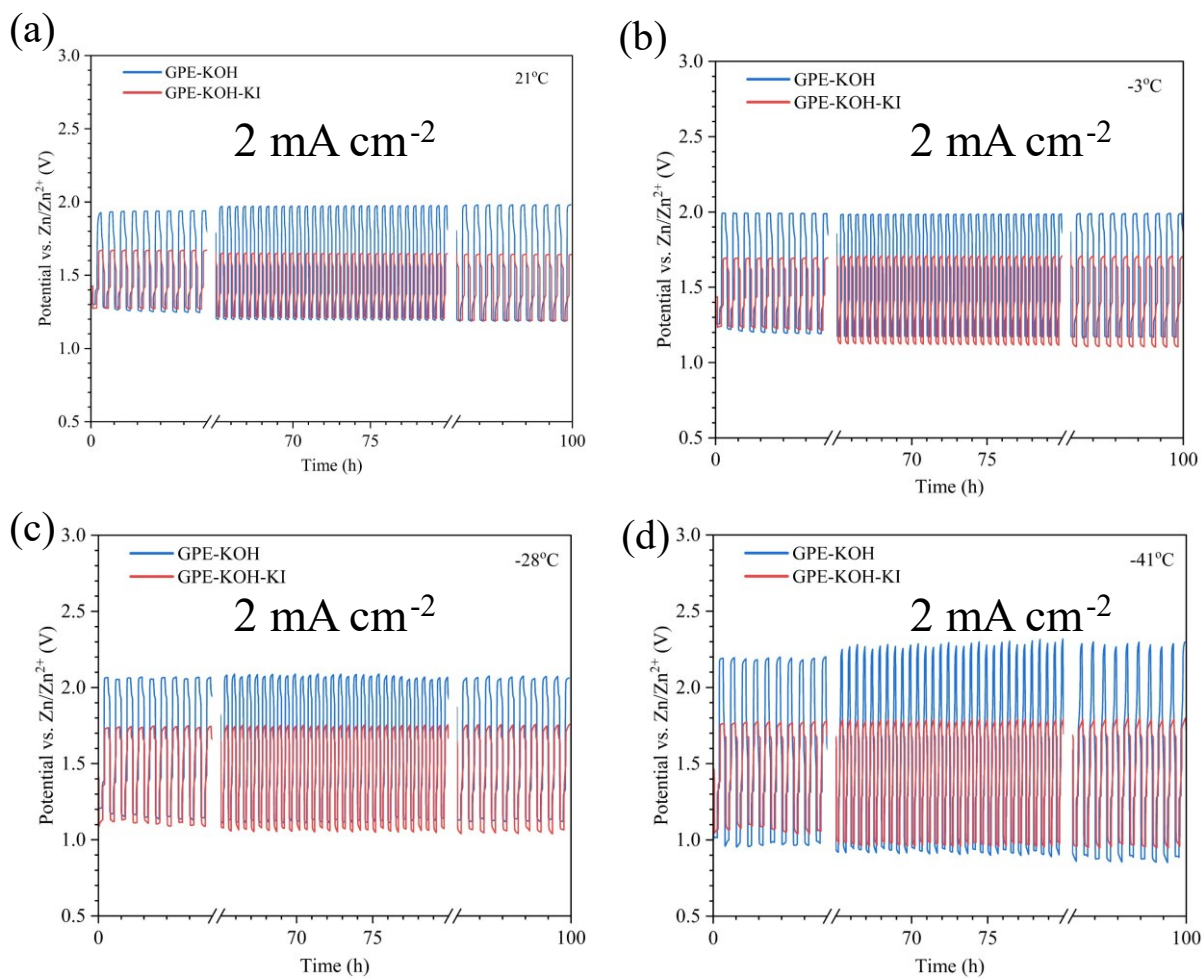 (a)
3.0
2.5
2.0
1.5
1.0
0.5
Potential vs. Zn/Zn²⁺ (V)
GPE-KOH
GPE-KOH-KI
21°C
2 mA cm⁻²
0
70
75
100
Time (h)
(b)
3.0
2.5
2.0
1.5
1.0
0.5
Potential vs. Zn/Zn²⁺ (V)
GPE-KOH
GPE-KOH-KI
-3°C
2 mA cm⁻²
0
70
75
100
Time (h)
(c)
3.0
2.5
2.0
1.5
1.0
0.5
Potential vs. Zn/Zn²⁺ (V)
GPE-KOH
GPE-KOH-KI
-28°C
2 mA cm⁻²
0
70
75
100
Time (h)
(d)
3.0
2.5
2.0
1.5
1.0
0.5
Potential vs. Zn/Zn²⁺ (V)
GPE-KOH
GPE-KOH-KI
-41°C
2 mA cm⁻²
0
70
75
100
Time (h)